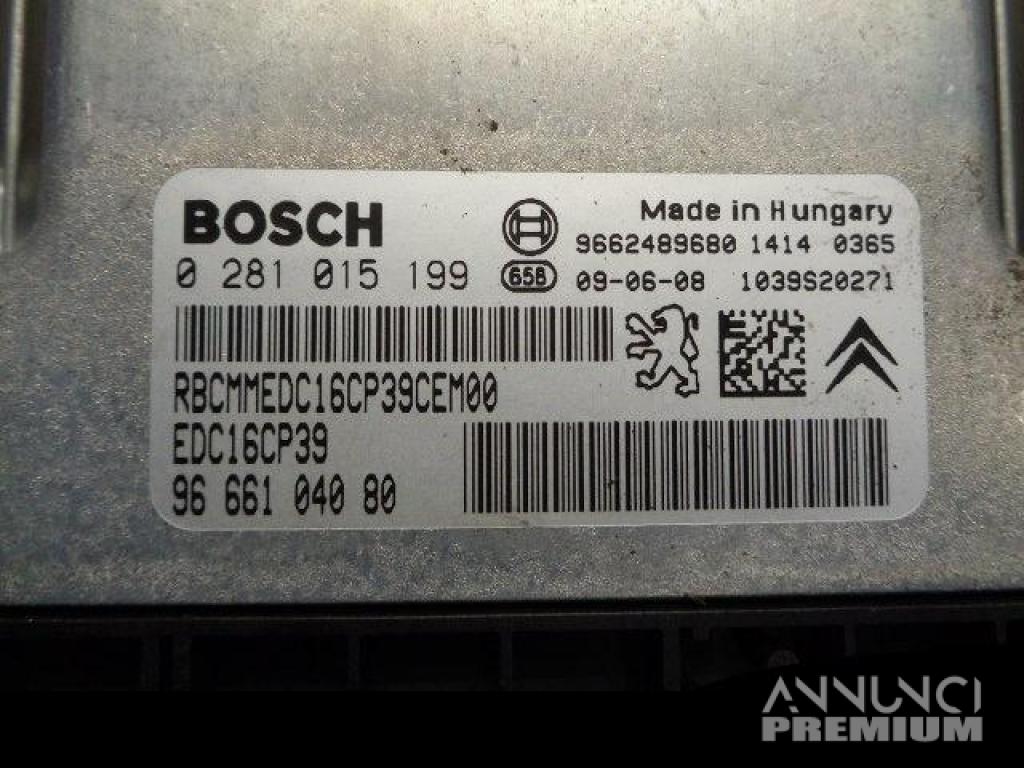 BOSCH
Made in Hungary
9662489680 1414 0365
0 281 015 199
G5B 09-06-08 1039S20271
RBCMMEDC16CP39CEM00
EDC16CP39
96 661 040 80
ANNUNCI
PREMIUM